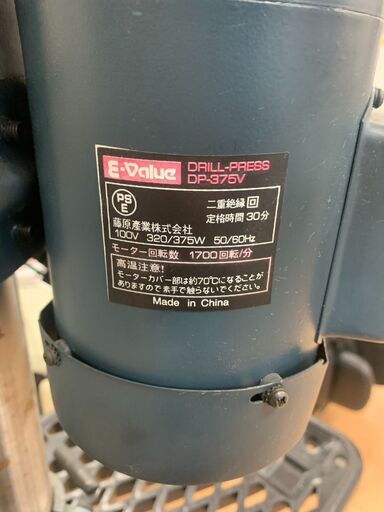 E-Value DRILL-PRESS
DP-375V
PS
E
二重絶縁 回
定格時間 30分
藤原産業株式会社
100V 320/375W 50/60Hz
モーター回転数 1700回転/分
高温注意!
モーターカバー部は約70℃になることが
ありますので素手で触らないでください。
Made in China